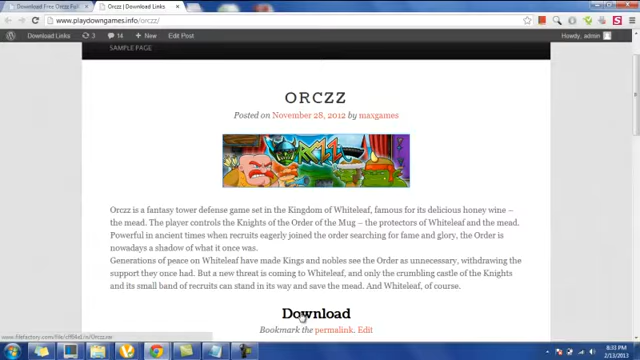 Download Free Orczz Full
Orczz | Download Links
www.playdowngames.info/orczz/
Download Links 3 14 + New Edit Post Howdy, admin
SAMPLE PAGE
ORCZZ
Posted on November 28, 2012 by maxgames
ORCZZ
Orczz is a fantasy tower defense game set in the Kingdom of Whiteleaf, famous for its delicious honey wine –
the mead. The player controls the Knights of the Order of the Mug – the protectors of Whiteleaf and the mead.
Powerful in ancient times when recruits eagerly joined the order searching for fame and glory, the Order is
nowadays a shadow of what it once was.
Generations of peace on Whiteleaf have made Kings and nobles see the Order as unnecessary, withdrawing the
support they once had. But a new threat is coming to Whiteleaf, and only the crumbling castle of the Knights
and its small band of recruits can stand in its way and save the mead. And Whiteleaf, of course.
Download
Bookmark the permalink. Edit
8:33 PM
2/13/2013